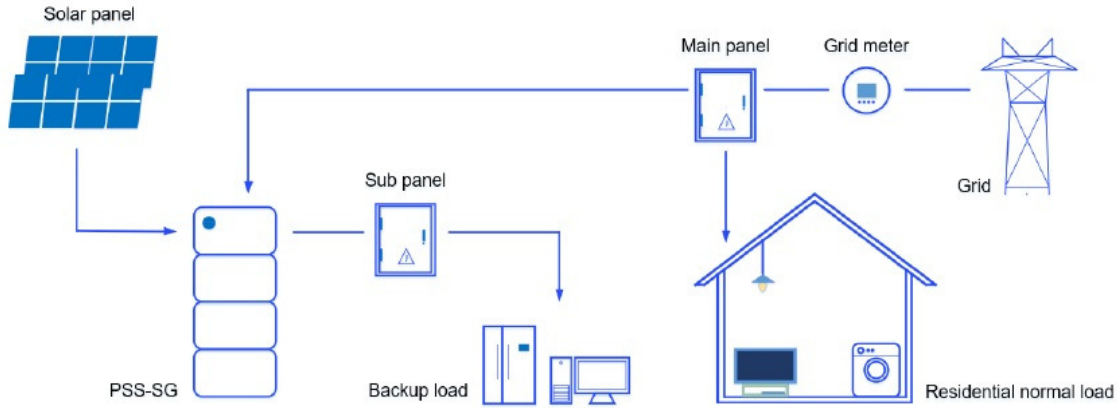 Solar panel
Main panel
Grid meter
Sub panel
Grid
PSS-SG
Backup load
Residential normal load